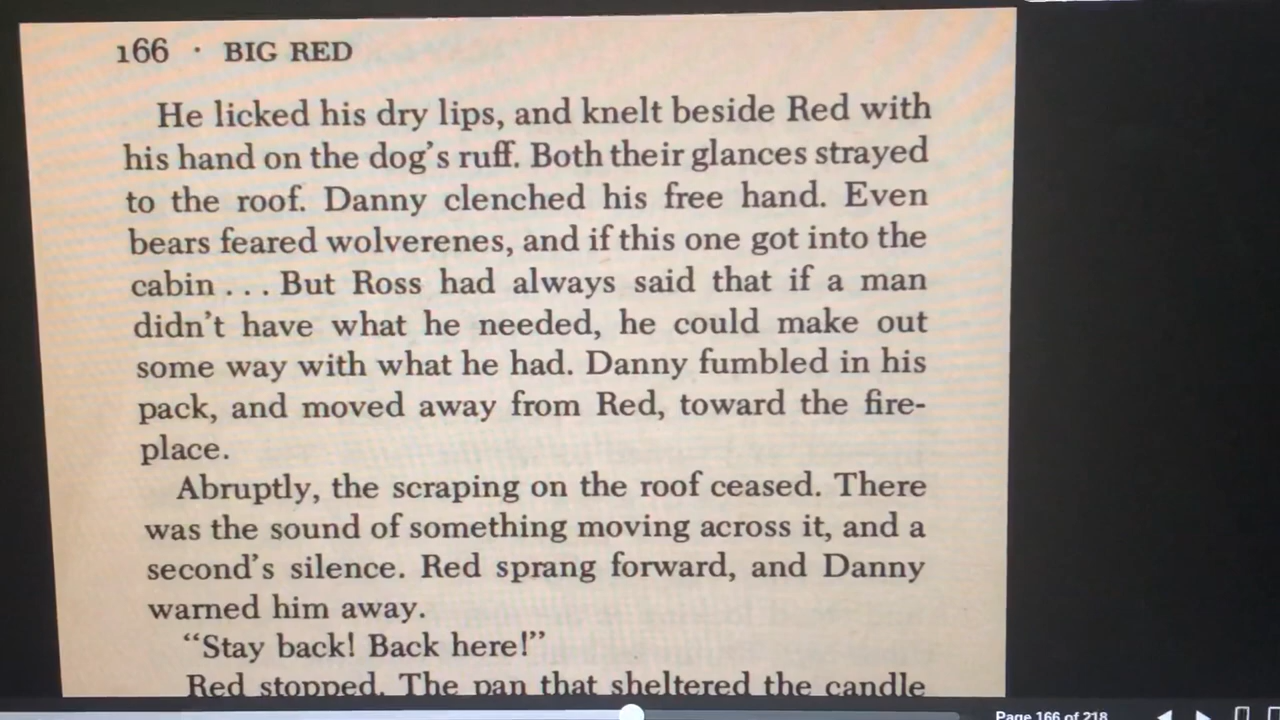 166 · BIG RED
He licked his dry lips, and knelt beside Red with
his hand on the dog's ruff. Both their glances strayed
to the roof. Danny clenched his free hand. Even
bears feared wolverenes, and if this one got into the
cabin . . . But Ross had always said that if a man
didn't have what he needed, he could make out
some way with what he had. Danny fumbled in his
pack, and moved away from Red, toward the fire-
place.
Abruptly, the scraping on the roof ceased. There
was the sound of something moving across it, and a
second's silence. Red sprang forward, and Danny
warned him away.
“Stay back! Back here!”
Red stopped. The pan that sheltered the candle
Page 166 of 218